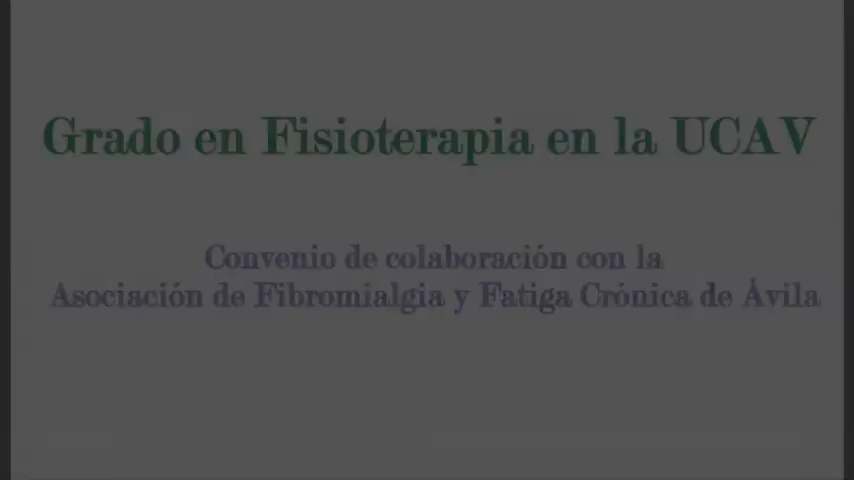 Grado en Fisioterapia en la UCAV
Convenio de colaboración con la
Asociación de Fibromialgia y Fatiga Crónica de Ávila